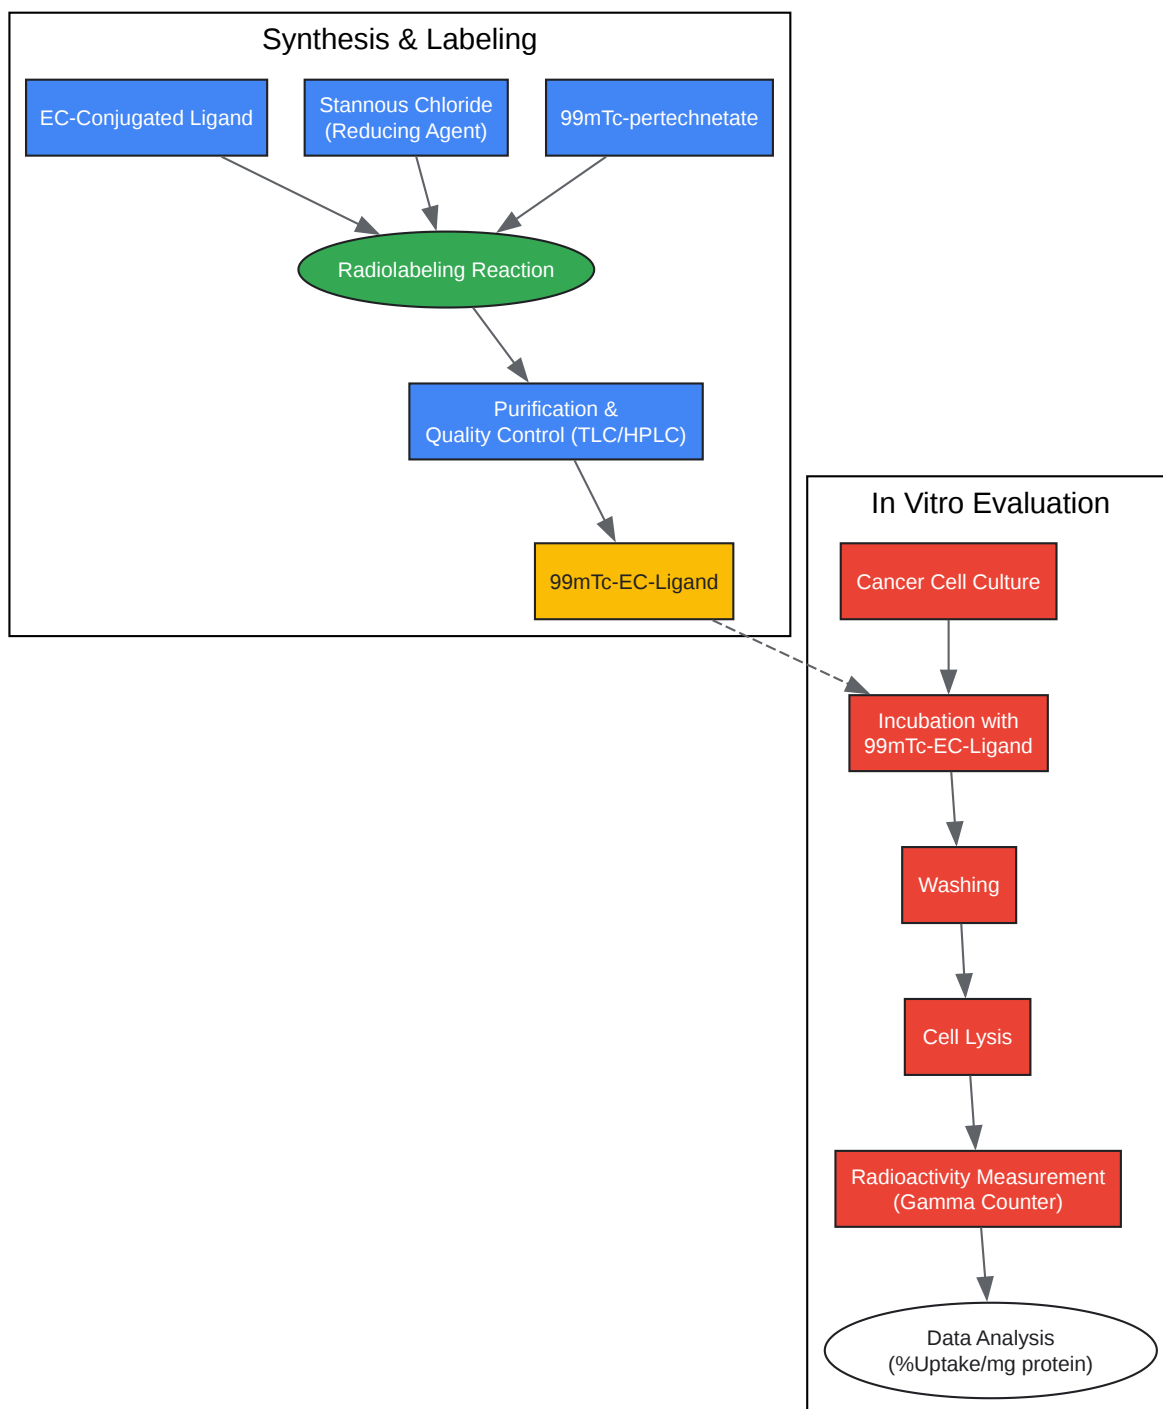 Synthesis & Labeling
EC-Conjugated Ligand
Stannous Chloride
(Reducing Agent)
99mTc-pertechnetate
Radiolabeling Reaction
Purification &
Quality Control (TLC/HPLC)
99mTc-EC-Ligand
In Vitro Evaluation
Cancer Cell Culture
Incubation with
99mTc-EC-Ligand
Washing
Cell Lysis
Radioactivity Measurement
(Gamma Counter)
Data Analysis
(%Uptake/mg protein)